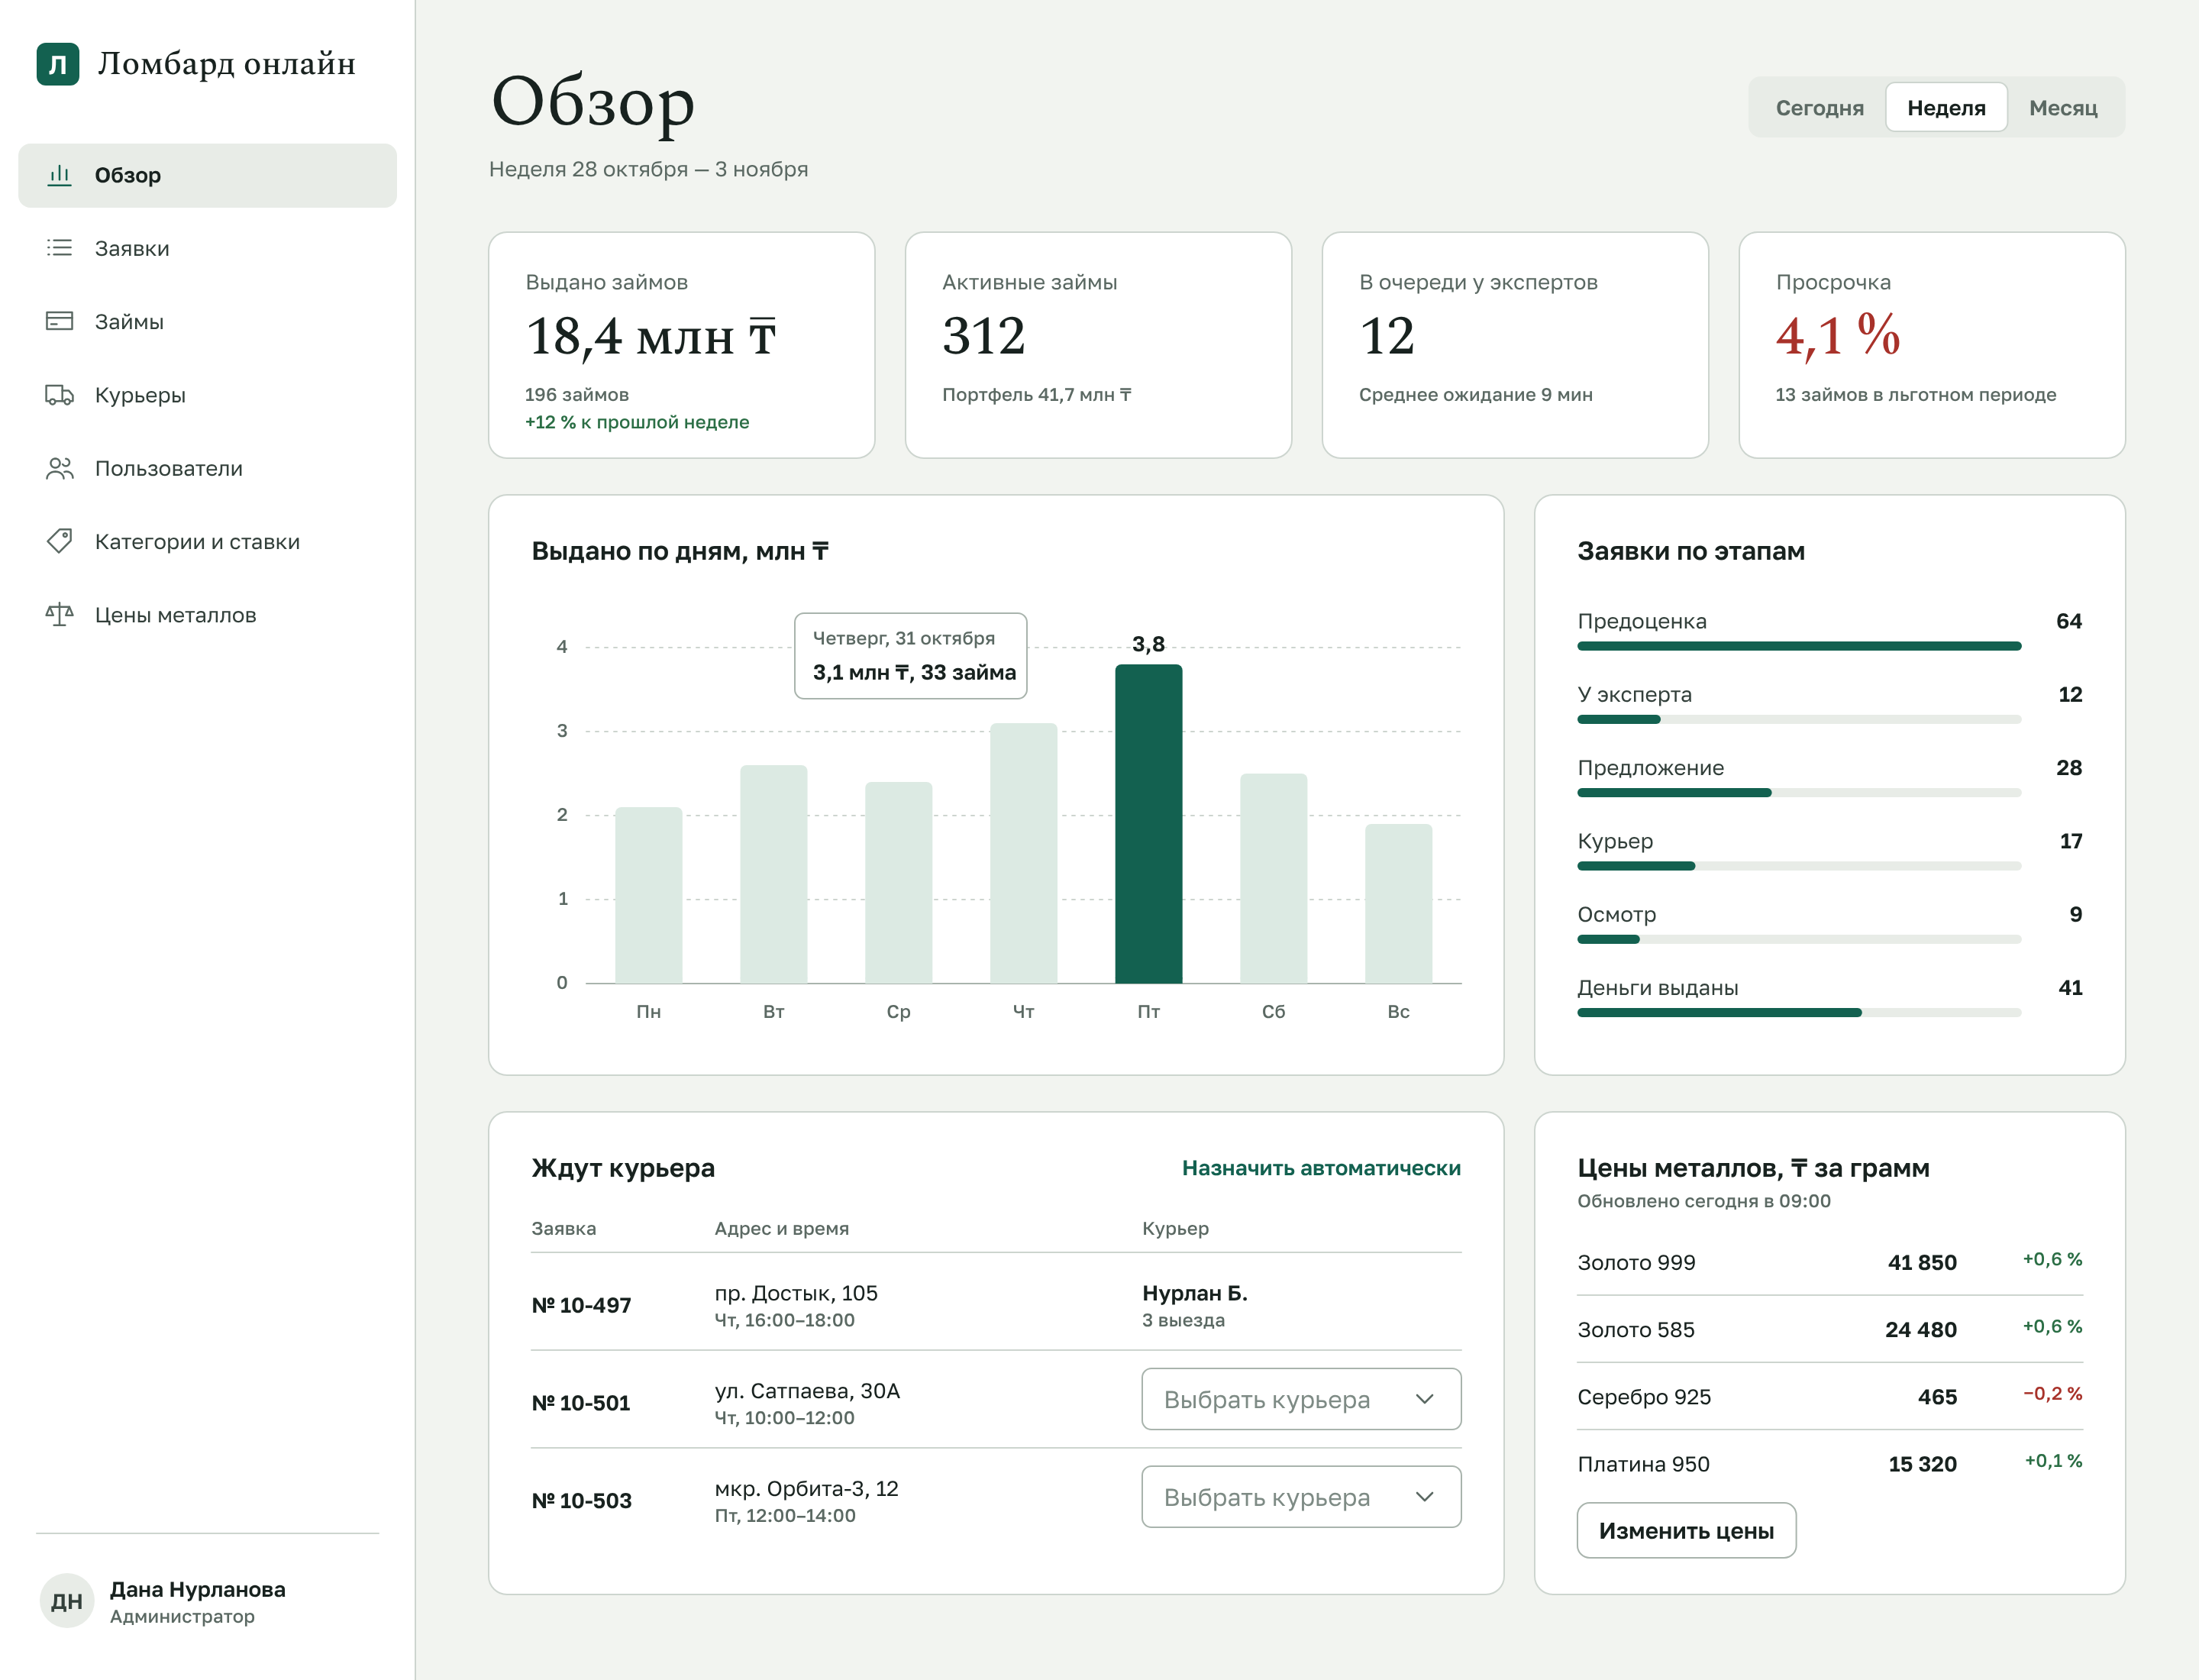 Л Ломбард онлайн
Обзор
Заявки
Займы
Курьеры
Пользователи
Категории и ставки
Цены металлов
ДН
Дана Нурланова
Администратор
Обзор
Неделя 28 октября — 3 ноября
Сегодня Неделя Месяц
Выдано займов
18,4 млн ₸
196 займов
+12 % к прошлой неделе
Активные займы
312
Портфель 41,7 млн ₸
В очереди у экспертов
12
Среднее ожидание 9 мин
Просрочка
4,1 %
13 займов в льготном периоде
Выдано по дням, млн ₸
Четверг, 31 октября
3,1 млн ₸, 33 займа
3,8
4
3
2
1
0
Пн Вт Ср Чт Пт Сб Вс
Заявки по этапам
Предоценка 64
У эксперта 12
Предложение 28
Курьер 17
Осмотр 9
Деньги выданы 41
Ждут курьера
Назначить автоматически
Заявка Адрес и время Курьер
№ 10-497
пр. Достык, 105
Чт, 16:00–18:00
Нурлан Б.
3 выезда
№ 10-501
ул. Сатпаева, 30А
Чт, 10:00–12:00
Выбрать курьера
№ 10-503
мкр. Орбита-3, 12
Пт, 12:00–14:00
Выбрать курьера
Цены металлов, ₸ за грамм
Обновлено сегодня в 09:00
Золото 999 41 850 +0,6 %
Золото 585 24 480 +0,6 %
Серебро 925 465 −0,2 %
Платина 950 15 320 +0,1 %
Изменить цены